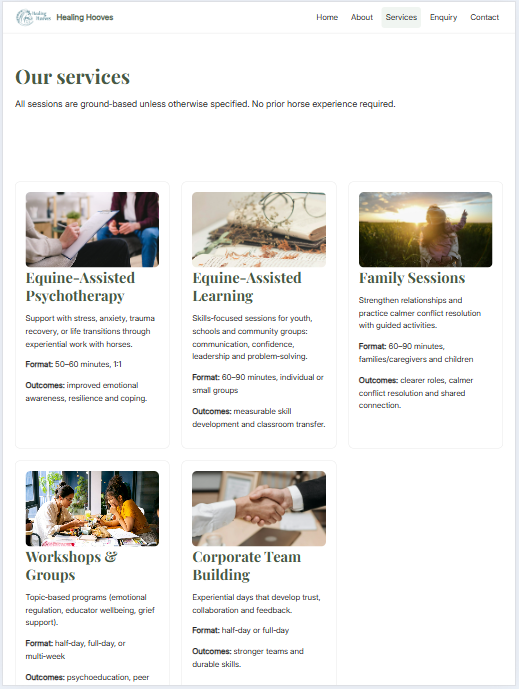 Healing Hooves
Healing Hooves
Home
About
Services
Enquiry
Contact
Our services
All sessions are ground-based unless otherwise specified. No prior horse experience required.
Equine-Assisted
Psychotherapy
Support with stress, anxiety, trauma
recovery, or life transitions through
experiential work with horses.
Format: 50–60 minutes, 1:1
Outcomes: improved emotional
awareness, resilience and coping.
Equine-Assisted
Learning
Skills-focused sessions for youth,
schools and community groups:
communication, confidence,
leadership and problem-solving.
Format: 60–90 minutes, individual or
small groups
Outcomes: measurable skill
development and classroom transfer.
Family Sessions
Strengthen relationships and
practice calmer conflict resolution
with guided activities.
Format: 60–90 minutes,
families/caregivers and children
Outcomes: clearer roles, calmer
conflict resolution and shared
connection.
Workshops &
Groups
Topic-based programs (emotional
regulation, educator wellbeing, grief
support).
Format: half-day, full-day, or
multi-week
Outcomes: psychoeducation, peer
Corporate Team
Building
Experiential days that develop trust,
collaboration and feedback.
Format: half-day or full-day
Outcomes: stronger teams and
durable skills.